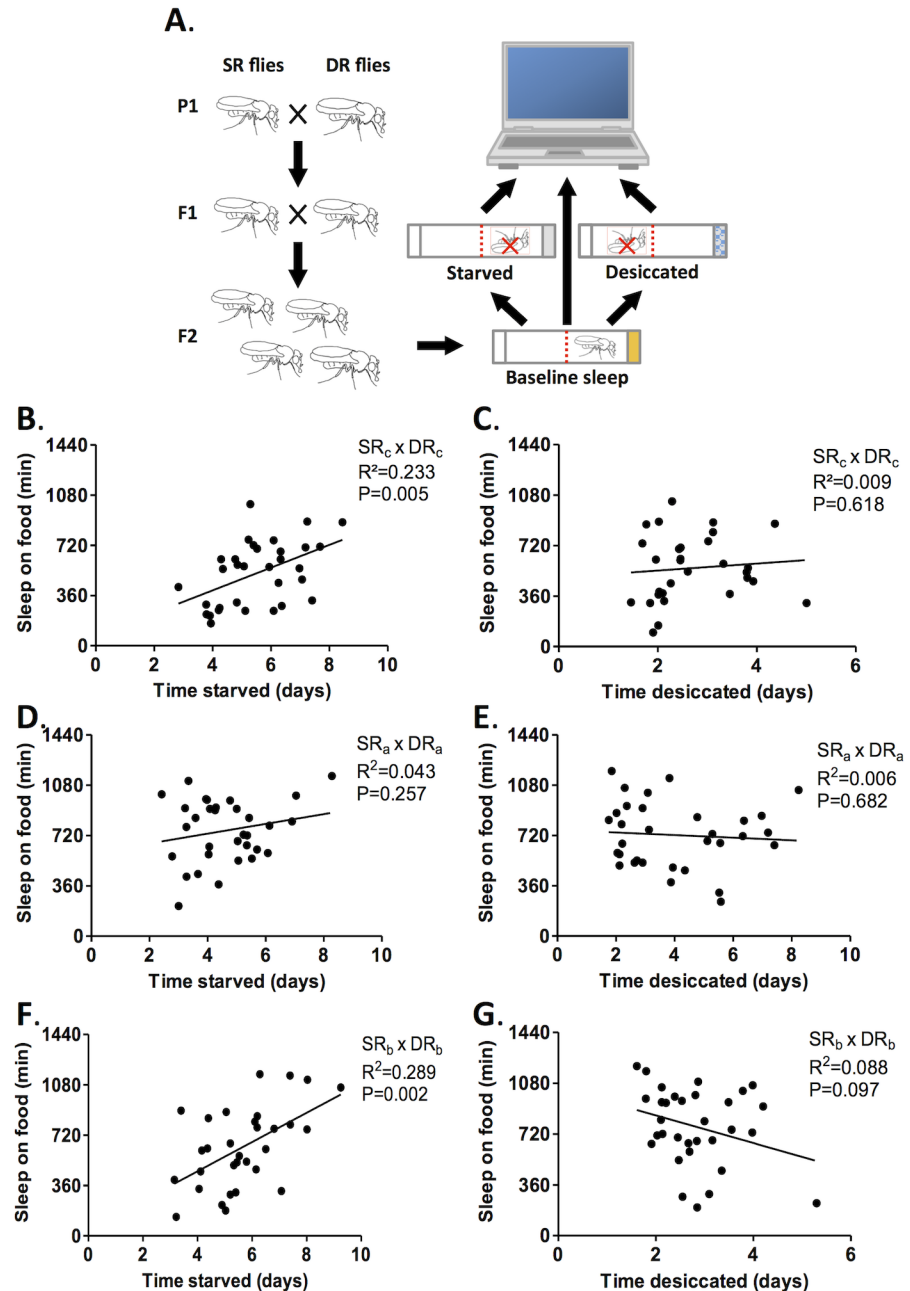 A.
SR flies DR flies
P1
F1
F2
Starved
Desiccated
Baseline sleep
B.
Sleep on food (min)
1440
1080
720
360
0
SRc x DRc
R²=0.233
P=0.005
0 2 4 6 8 10
Time starved (days)
C.
Sleep on food (min)
1440
1080
720
360
0
SRc x DRc
R²=0.009
P=0.618
0 2 4 6
Time desiccated (days)
D.
Sleep on food (min)
1440
1080
720
360
0
SRa x DRa
R²=0.043
P=0.257
0 2 4 6 8 10
Time starved (days)
E.
Sleep on food (min)
1440
1080
720
360
0
SRa x DRa
R²=0.006
P=0.682
0 2 4 6 8 10
Time desiccated (days)
F.
Sleep on food (min)
1440
1080
720
360
0
SRb x DRb
R²=0.289
P=0.002
0 2 4 6 8 10
Time starved (days)
G.
Sleep on food (min)
1440
1080
720
360
0
SRb x DRb
R²=0.088
P=0.097
0 2 4 6
Time desiccated (days)